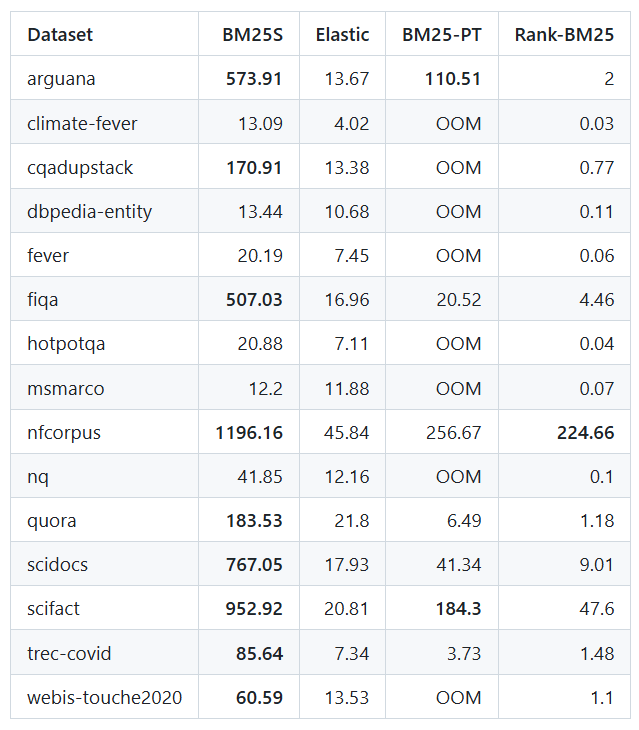 Dataset BM25S Elastic BM25-PT Rank-BM25
arguana 573.91 13.67 110.51 2
climate-fever 13.09 4.02 OOM 0.03
cqadupstack 170.91 13.38 OOM 0.77
dbpedia-entity 13.44 10.68 OOM 0.11
fever 20.19 7.45 OOM 0.06
fiqa 507.03 16.96 20.52 4.46
hotpotqa 20.88 7.11 OOM 0.04
msmarco 12.2 11.88 OOM 0.07
nfcorpus 1196.16 45.84 256.67 224.66
nq 41.85 12.16 OOM 0.1
quora 183.53 21.8 6.49 1.18
scidocs 767.05 17.93 41.34 9.01
scifact 952.92 20.81 184.3 47.6
trec-covid 85.64 7.34 3.73 1.48
webis-touche2020 60.59 13.53 OOM 1.1